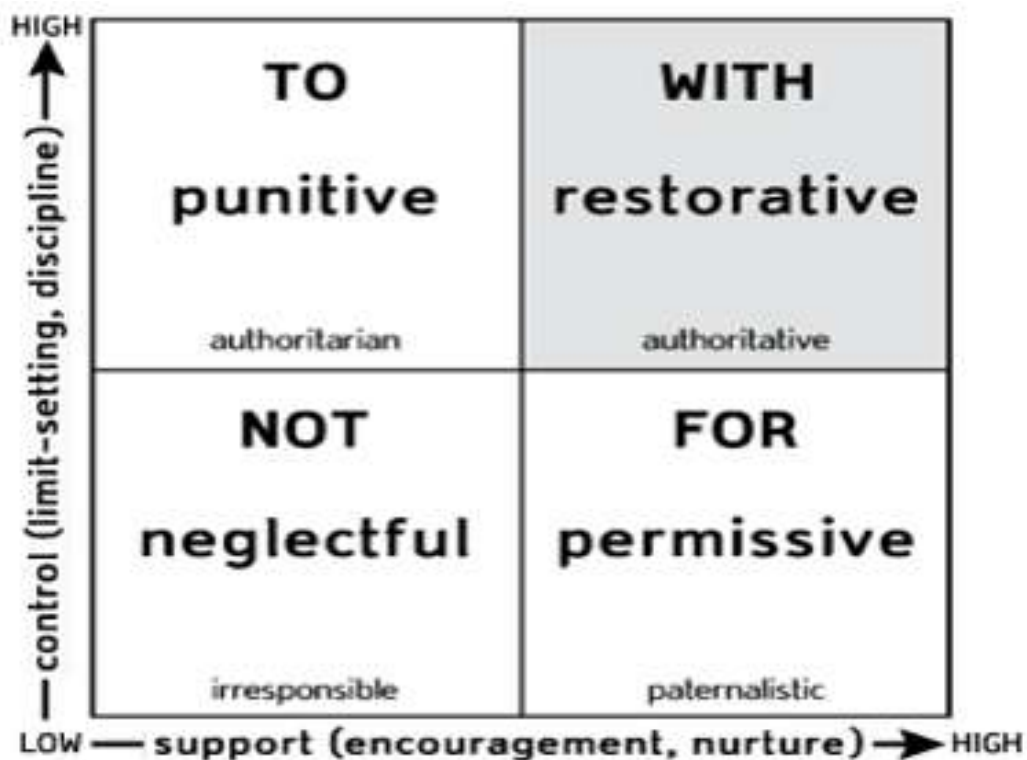 HIGH
TO
punitive
authoritarian
WITH
restorative
authoritative
NOT
neglectful
irresponsible
FOR
permissive
paternalistic
control (limit-setting, discipline)
LOW
support (encouragement, nurture)
HIGH